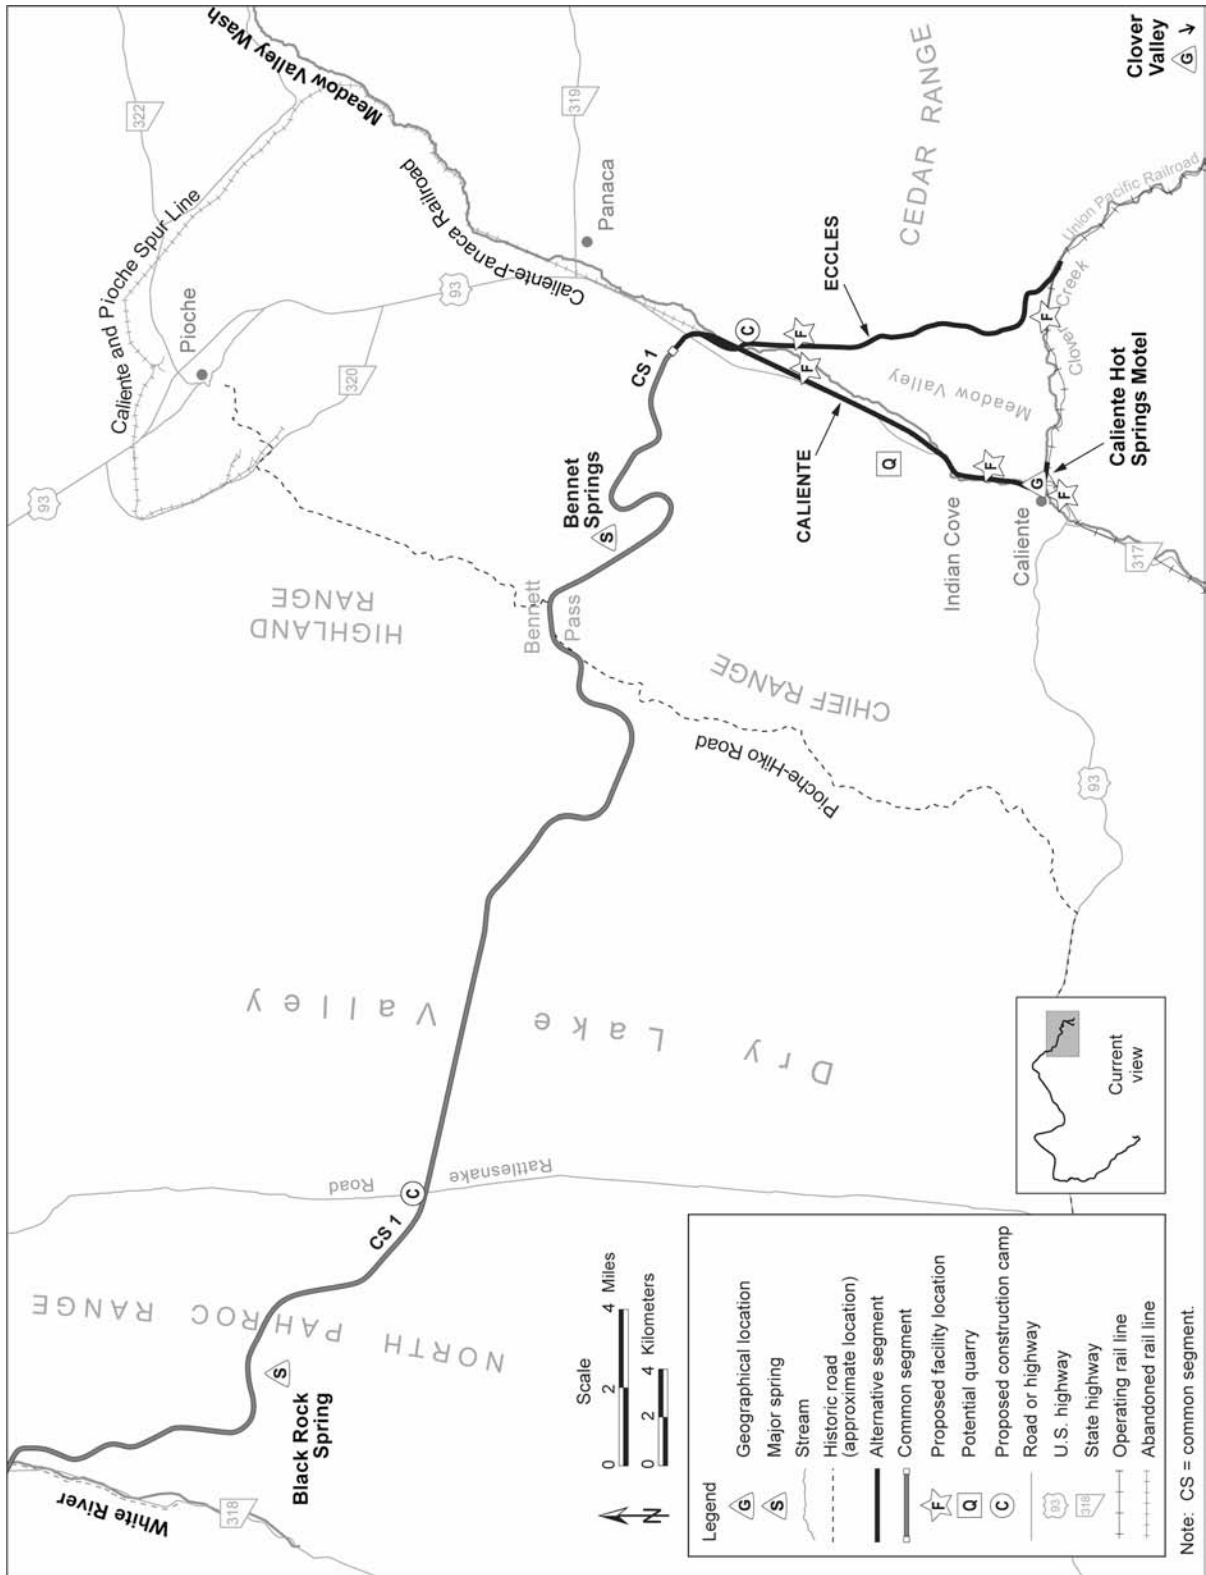 Meadow Valley Wash
322
Caliente and Pioche Spur Line
Pioche
93
320
93
319
Panaca
Caliente-Panaca Railroad
CEDAR RANGE
Clover
Valley
G
HIGHLAND
RANGE
Bennett
Pass
Bennet
Springs
S
CS 1
C
F
F
ECCLES
CALIENTE
Q
Meadow Valley
F
F
Clover Creek
Union Pacific Railroad
Indian Cove
Caliente
G
F
Caliente Hot
Springs Motel
317
93
CHIEF RANGE
Pioche-Hiko Road
Dry Lake Valley
Rattlesnake
Road
C
CS 1
NORTH PAHROC RANGE
S
Black Rock
Spring
White River
318
Scale
0 2 4 Miles
0 2 4 Kilometers
N
Current
view
Legend
G Geographical location
S Major spring
Stream
Historic road
(approximate location)
Alternative segment
Common segment
F Proposed facility location
Q Potential quarry
C Proposed construction camp
Road or highway
93 U.S. highway
318 State highway
Operating rail line
Abandoned rail line
Note: CS = common segment.